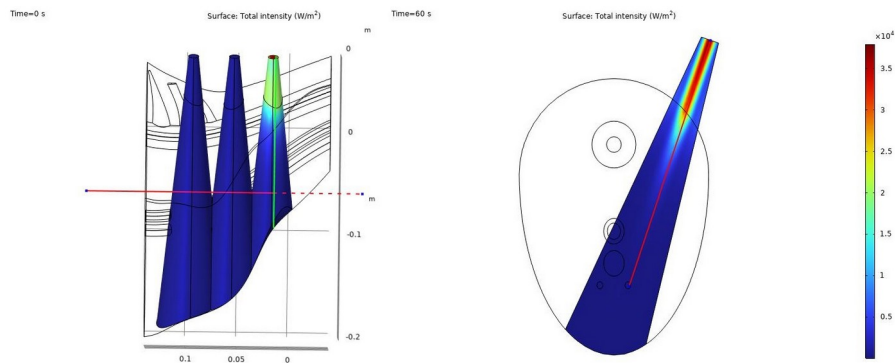 Time=0 s
Surface: Total intensity (W/m²)
m
0
0
m
-0.1
-0.2
0.1
0.05
0
Time=60 s
Surface: Total intensity (W/m²)
×10⁴
3.5
3
2.5
2
1.5
1
0.5